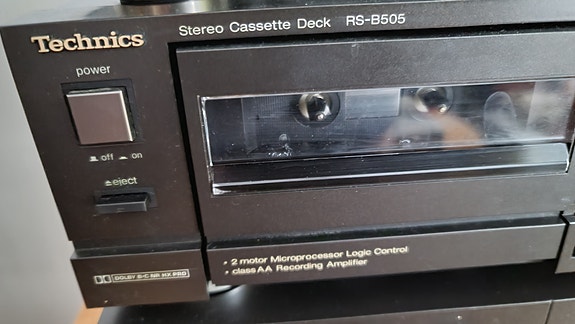 Technics
Stereo Cassette Deck RS-B505
power
off on
eject
• 2 motor Microprocessor Logic Control
• class AA Recording Amplifier
DOLBY B-C NR HX PRO